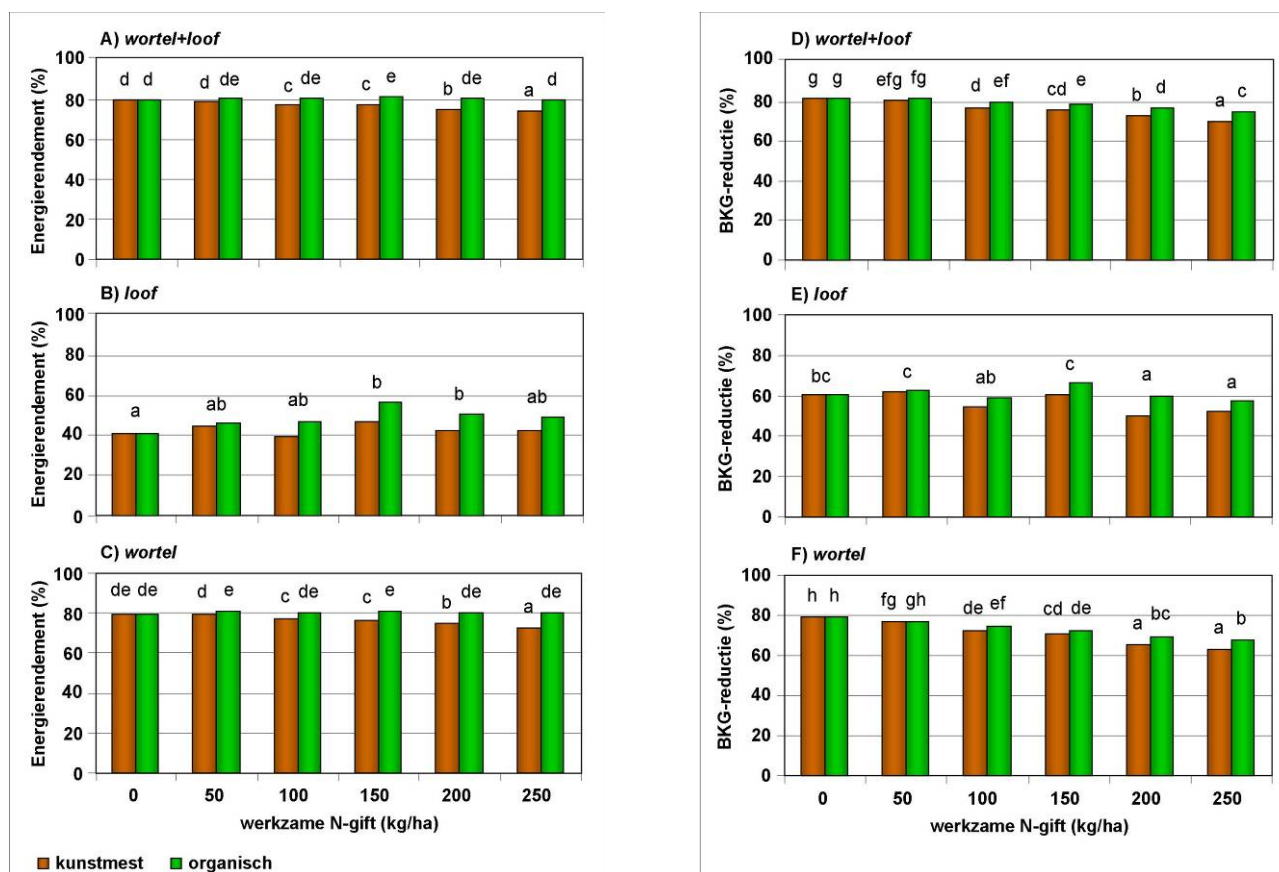 A) wortel+loof
Energierendement (%)
100
80
60
40
20
0
d d d de c de c e b de a d
B) loof
Energierendement (%)
100
80
60
40
20
0
a ab ab b b ab
C) wortel
Energierendement (%)
100
80
60
40
20
0
de de d e c de c e b de a de
0 50 100 150 200 250
werkzame N-gift (kg/ha)
kunstmest organisch
D) wortel+loof
BKG-reductie (%)
100
80
60
40
20
0
g g efg fg d ef cd e b d a c
E) loof
BKG-reductie (%)
100
80
60
40
20
0
bc c ab c a a
F) wortel
BKG-reductie (%)
100
80
60
40
20
0
h h fg gh de ef cd de a bc a b
0 50 100 150 200 250
werkzame N-gift (kg/ha)